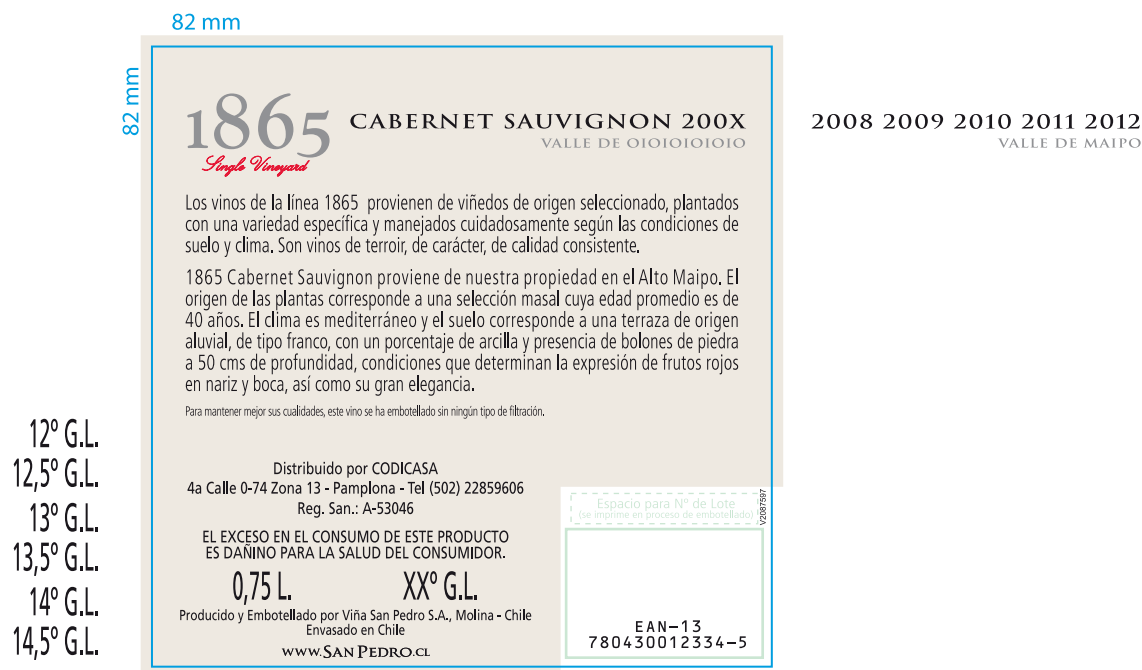 82 mm
82 mm
1865
Single Vineyard
CABERNET SAUVIGNON 200X
VALLE DE OIOIOIOIOIO
2008 2009 2010 2011 2012
VALLE DE MAIPO
Los vinos de la línea 1865 provienen de viñedos de origen seleccionado, plantados
con una variedad específica y manejados cuidadosamente según las condiciones de
suelo y clima. Son vinos de terroir, de carácter, de calidad consistente.
1865 Cabernet Sauvignon proviene de nuestra propiedad en el Alto Maipo. El
origen de las plantas corresponde a una selección masal cuya edad promedio es de
40 años. El clima es mediterráneo y el suelo corresponde a una terraza de origen
aluvial, de tipo franco, con un porcentaje de arcilla y presencia de bolones de piedra
a 50 cms de profundidad, condiciones que determinan la expresión de frutos rojos
en nariz y boca, así como su gran elegancia.
Para mantener mejor sus cualidades, este vino se ha embotellado sin ningún tipo de filtración.
12º G.L.
12,5º G.L.
13º G.L.
13,5º G.L.
14º G.L.
14,5º G.L.
Distribuido por CODICASA
4a Calle 0-74 Zona 13 - Pamplona - Tel (502) 22859606
Reg. San.: A-53046
EL EXCESO EN EL CONSUMO DE ESTE PRODUCTO
ES DAÑINO PARA LA SALUD DEL CONSUMIDOR.
0,75 L. XXº G.L.
Producido y Embotellado por Viña San Pedro S.A., Molina - Chile
Envasado en Chile
WWW.SAN PEDRO.CL
Espacio para Nº de Lote
(se imprime en proceso de embotellado)
V2087597
EAN-13
780430012334-5